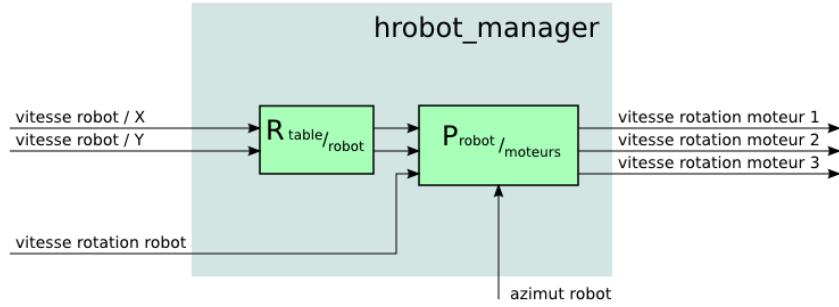 hrobot_manager
vitesse robot / X
vitesse robot / Y
R table/robot
P robot/moteurs
vitesse rotation moteur 1
vitesse rotation moteur 2
vitesse rotation moteur 3
vitesse rotation robot
azimut robot